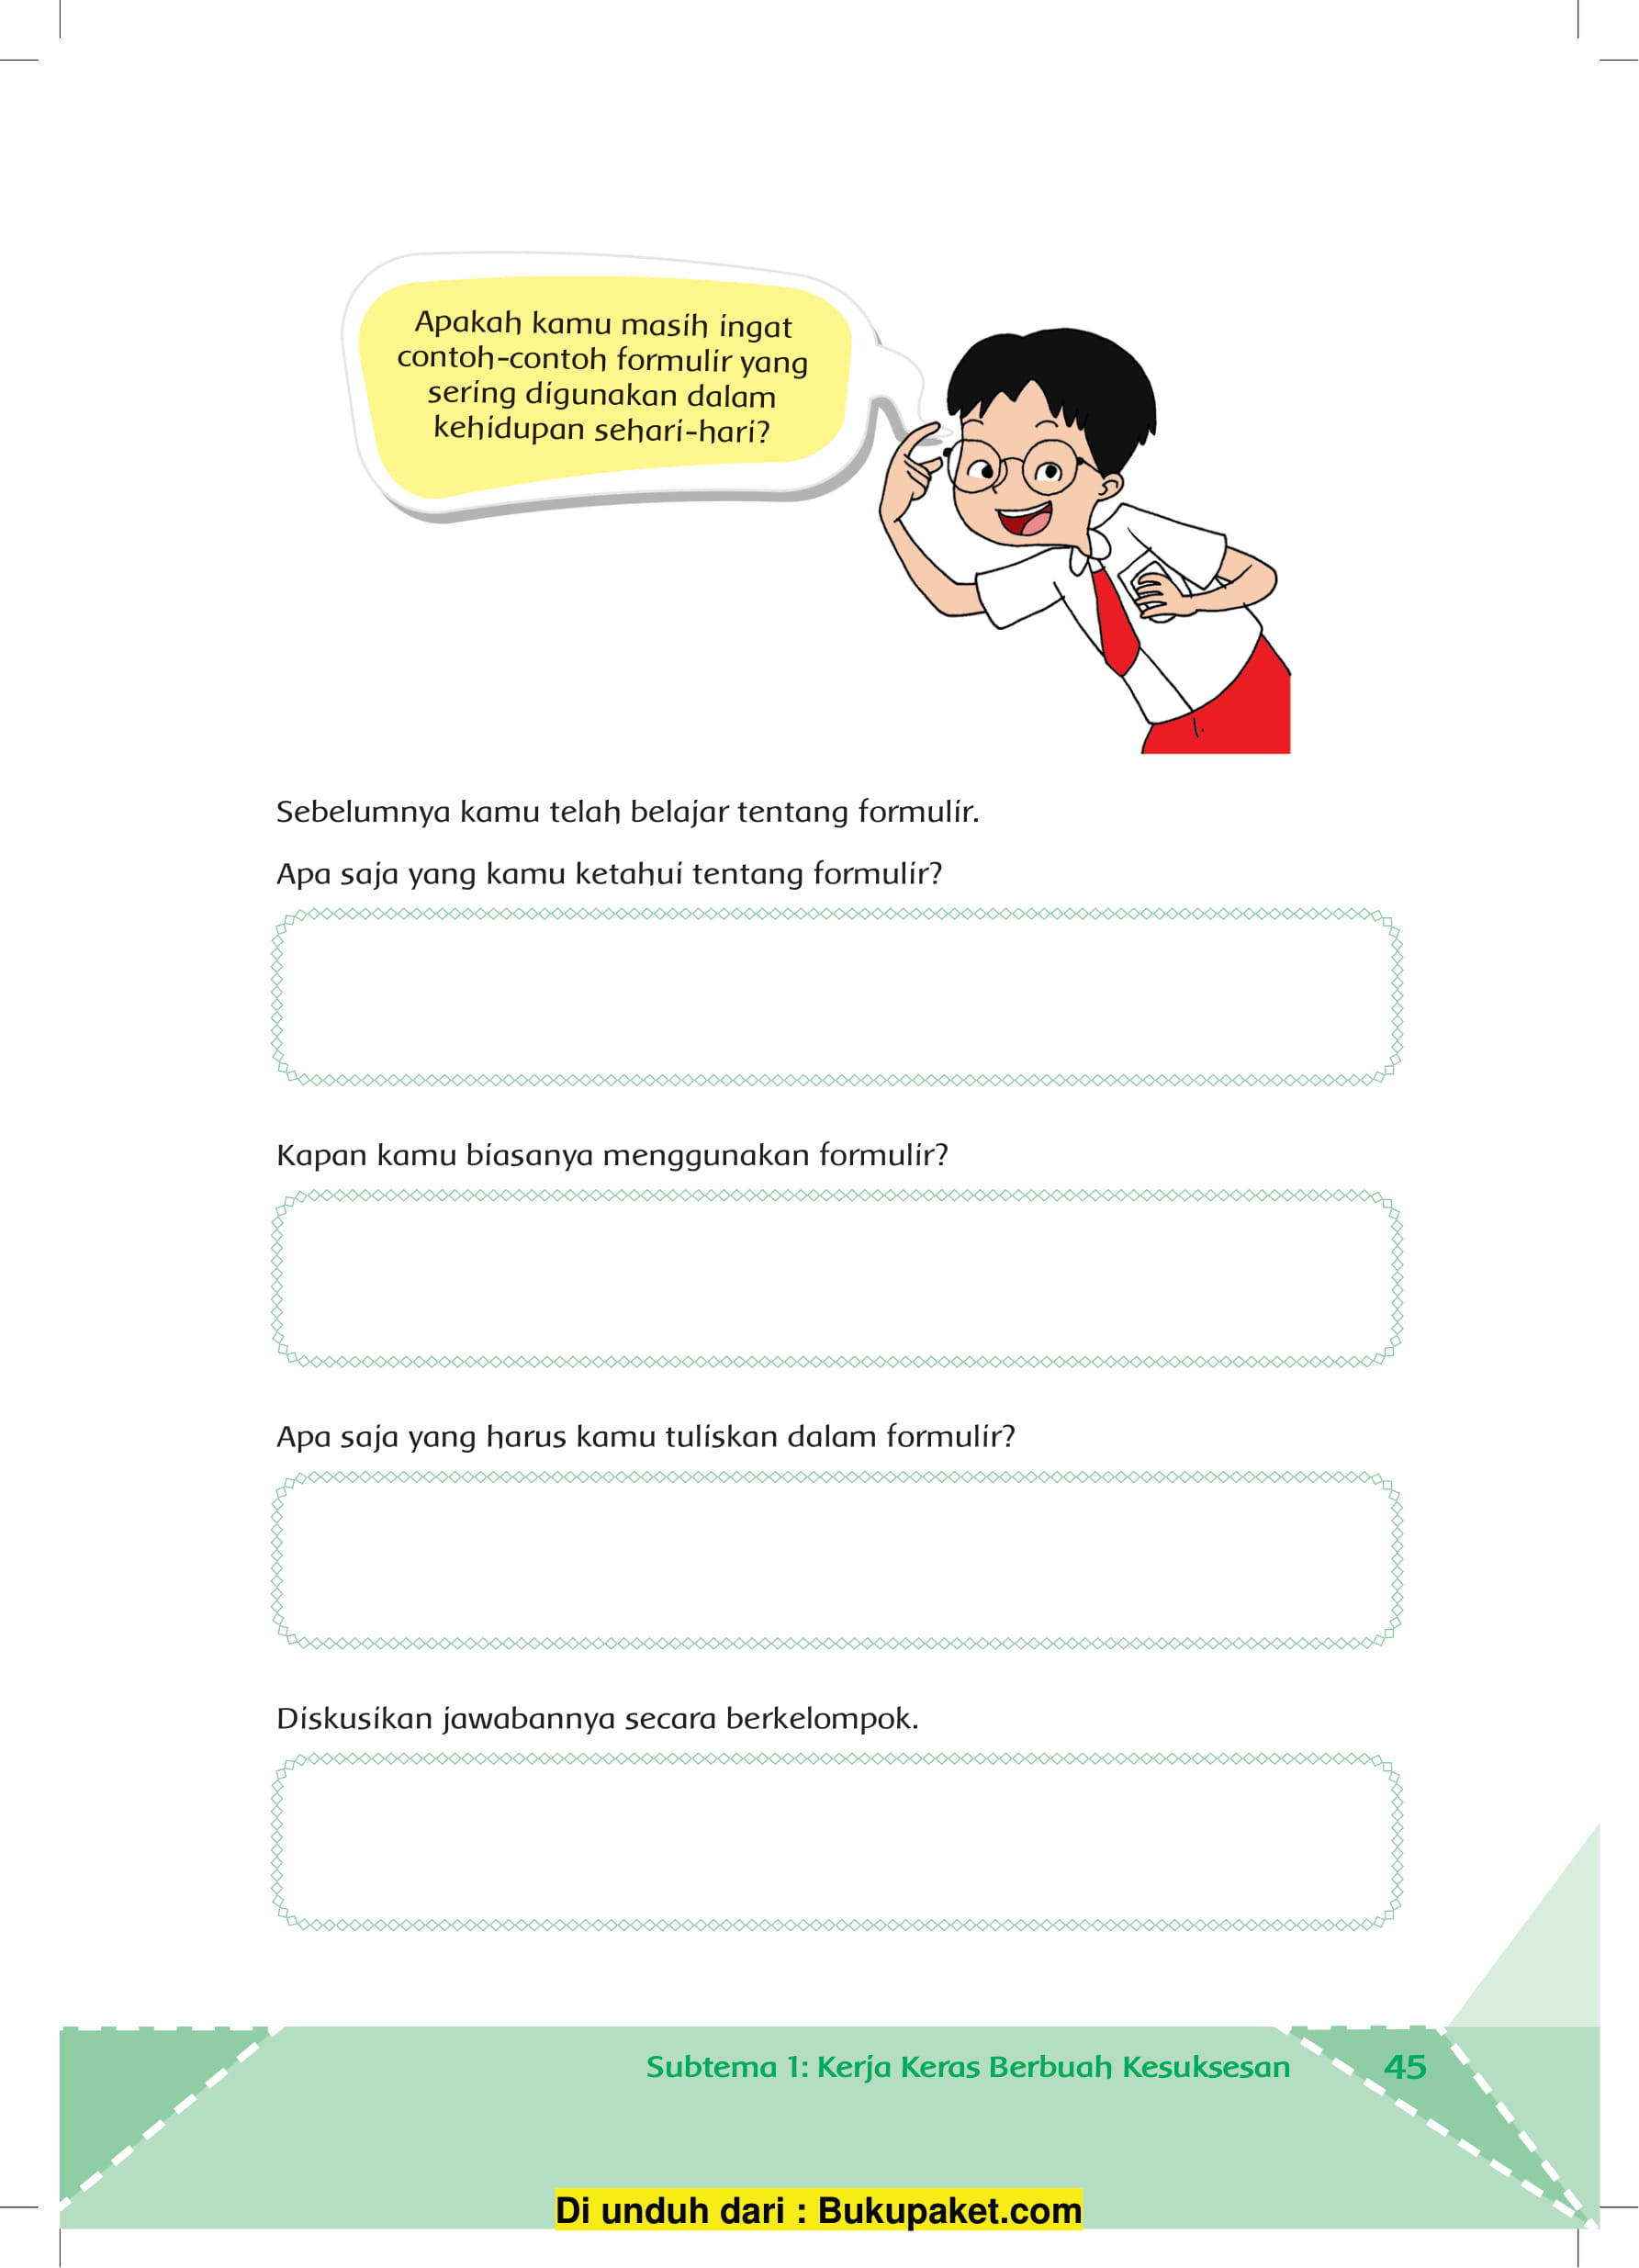 Apakah kamu masih ingat
contoh-contoh formulir yang
sering digunakan dalam
kehidupan sehari-hari?
Sebelumnya kamu telah belajar tentang formulir.
Apa saja yang kamu ketahui tentang formulir?
Kapan kamu biasanya menggunakan formulir?
Apa saja yang harus kamu tuliskan dalam formulir?
Diskusikan jawabannya secara berkelompok.
Subtema 1: Kerja Keras Berbuah Kesuksesan 45
Di unduh dari : Bukupaket.com